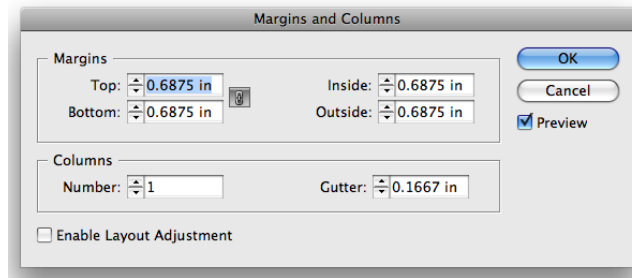 Margins and Columns
Margins
Top: 0.6875 in
Inside: 0.6875 in
Bottom: 0.6875 in
Outside: 0.6875 in
OK
Cancel
Preview
Columns
Number: 1
Gutter: 0.1667 in
Enable Layout Adjustment